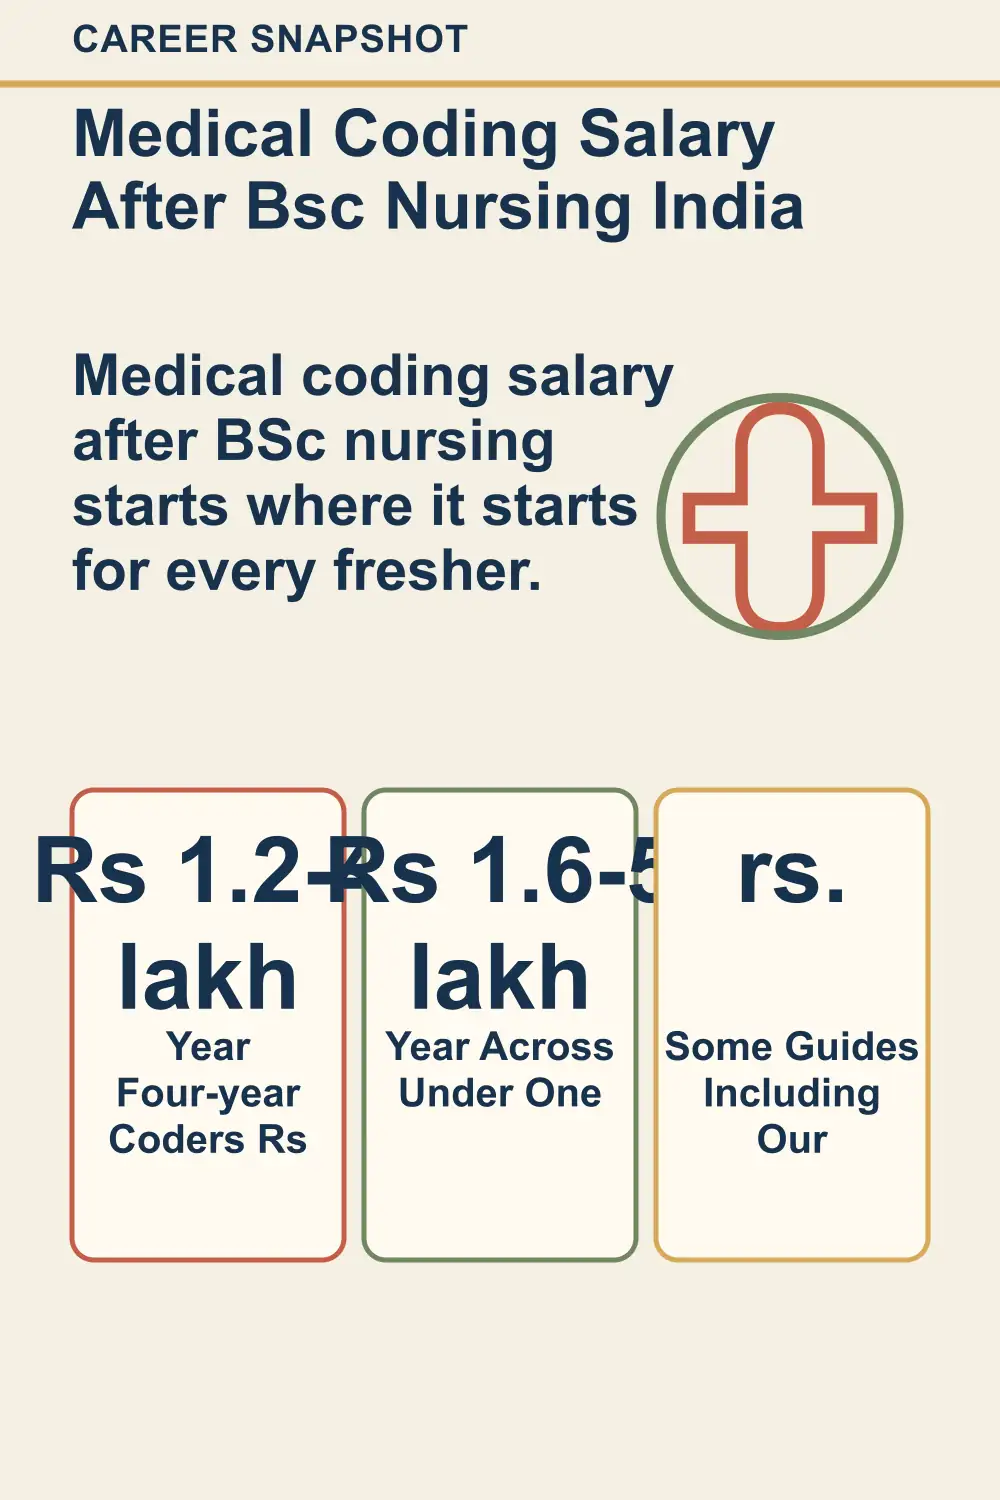 CAREER SNAPSHOT
Medical Coding Salary
After Bsc Nursing India
Medical coding salary
after BSc nursing
starts where it starts
for every fresher.
Rs 1.2-
lakh
Year
Four-year
Coders Rs
Rs 1.6-5
lakh
Year Across
Under One
rs.
Some Guides
Including
Our